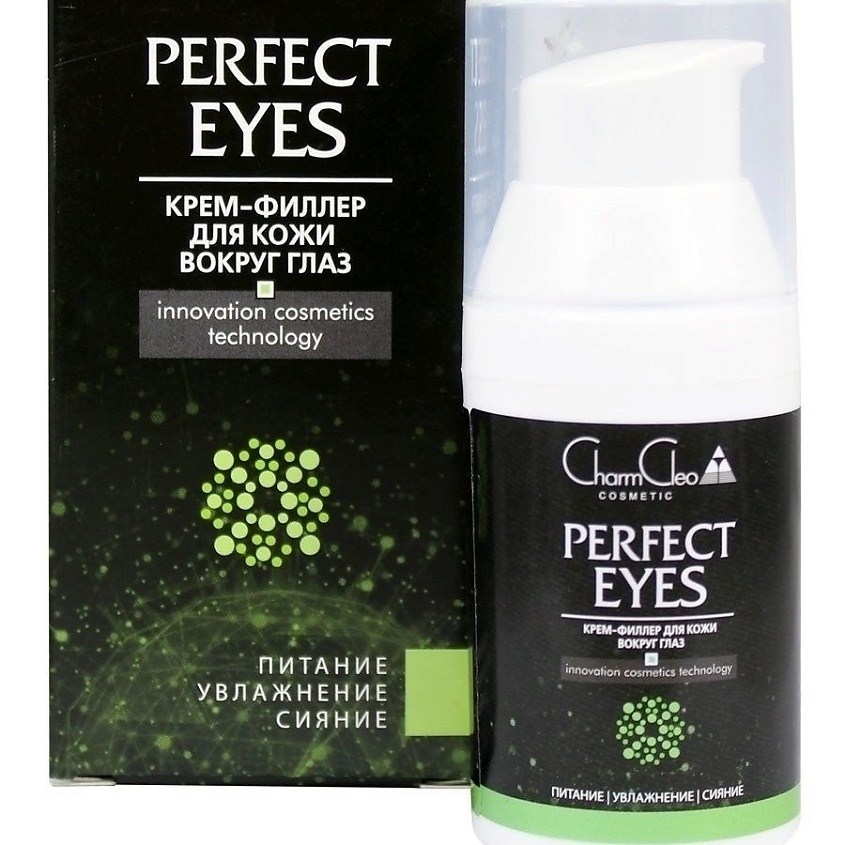 PERFECT
EYES
КРЕМ-ФИЛЛЕР
ДЛЯ КОЖИ
ВОКРУГ ГЛАЗ
innovation cosmetics
technology
ПИТАНИЕ
УВЛАЖНЕНИЕ
СИЯНИЕ
CharmCleo
COSMETIC
PERFECT
EYES
КРЕМ-ФИЛЛЕР ДЛЯ КОЖИ
ВОКРУГ ГЛАЗ
innovation cosmetics technology
ПИТАНИЕ | УВЛАЖНЕНИЕ | СИЯНИЕ